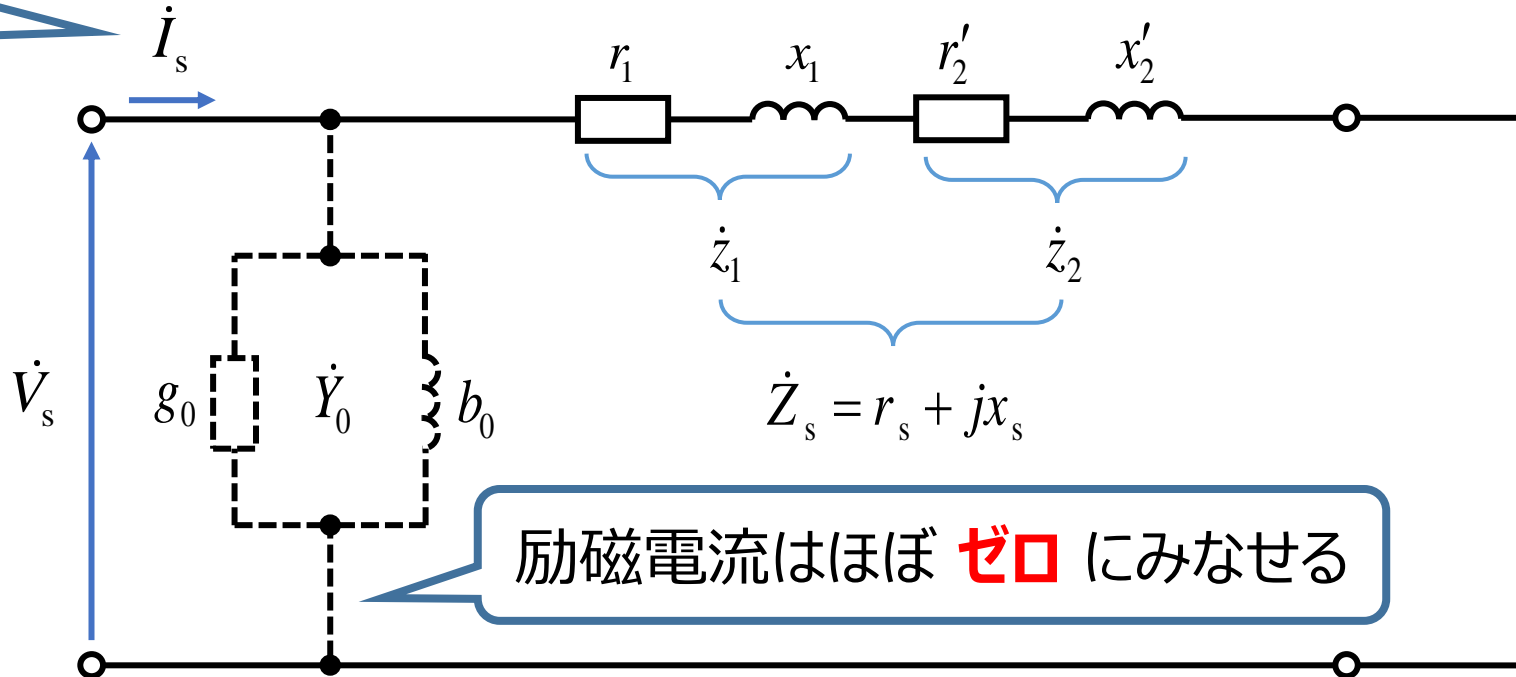 İs
r1
x1
r′2
x′2
ż1
ż2
V̇s
g0
Ẏ0
b0
Żs = rs + jxs
励磁電流はほぼ ゼロ にみなせる